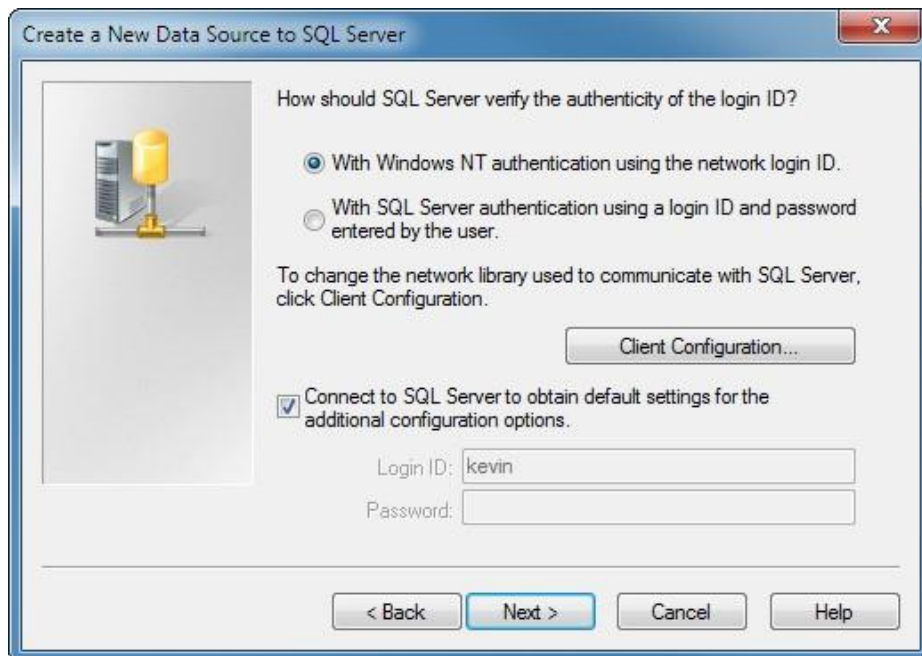 Create a New Data Source to SQL Server
How should SQL Server verify the authenticity of the login ID?
With Windows NT authentication using the network login ID.
With SQL Server authentication using a login ID and password
entered by the user.
To change the network library used to communicate with SQL Server,
click Client Configuration.
Client Configuration...
Connect to SQL Server to obtain default settings for the
additional configuration options.
Login ID: kevin
Password:
< Back Next > Cancel Help